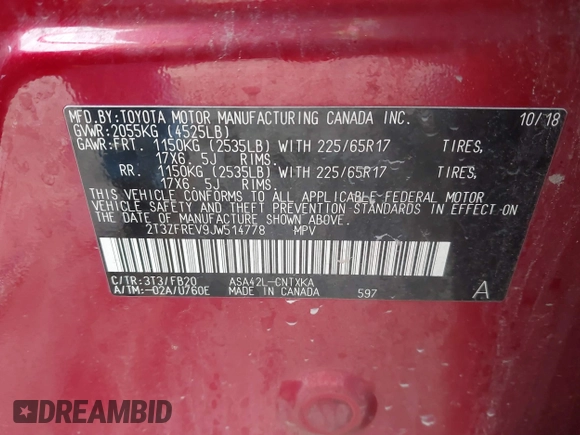 MFD.BY:TOYOTA MOTOR MANUFACTURING CANADA INC. 10/18
GVWR:2055KG (4525LB)
GAWR:FRT. 1150KG (2535LB) WITH 225/65R17 TIRES,
17X6. 5J RIMS.
RR. 1150KG (2535LB) WITH 225/65R17 TIRES,
17X6. 5J RIMS.
THIS VEHICLE CONFORMS TO ALL APPLICABLE FEDERAL MOTOR
VEHICLE SAFETY AND THEFT PREVENTION STANDARDS IN EFFECT ON
THE DATE OF MANUFACTURE SHOWN ABOVE.
2T3ZFREV9JW514778 MPV
C/TR:3T3/FB20 ASA42L-CNTXKA
A/TM:-02A/U760E MADE IN CANADA 597 A
DREAMBID